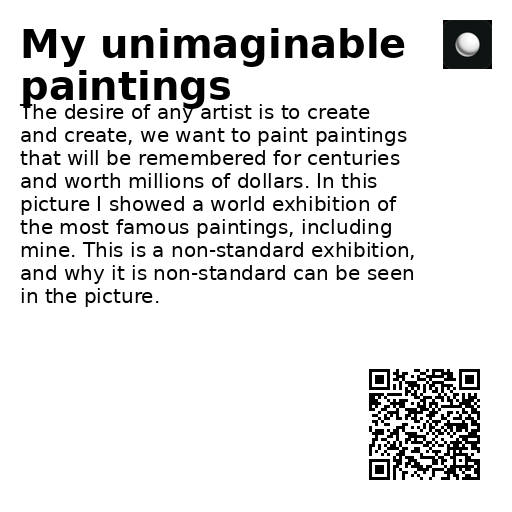 My unimaginable
paintings
The desire of any artist is to create
and create, we want to paint paintings
that will be remembered for centuries
and worth millions of dollars. In this
picture I showed a world exhibition of
the most famous paintings, including
mine. This is a non-standard exhibition,
and why it is non-standard can be seen
in the picture.